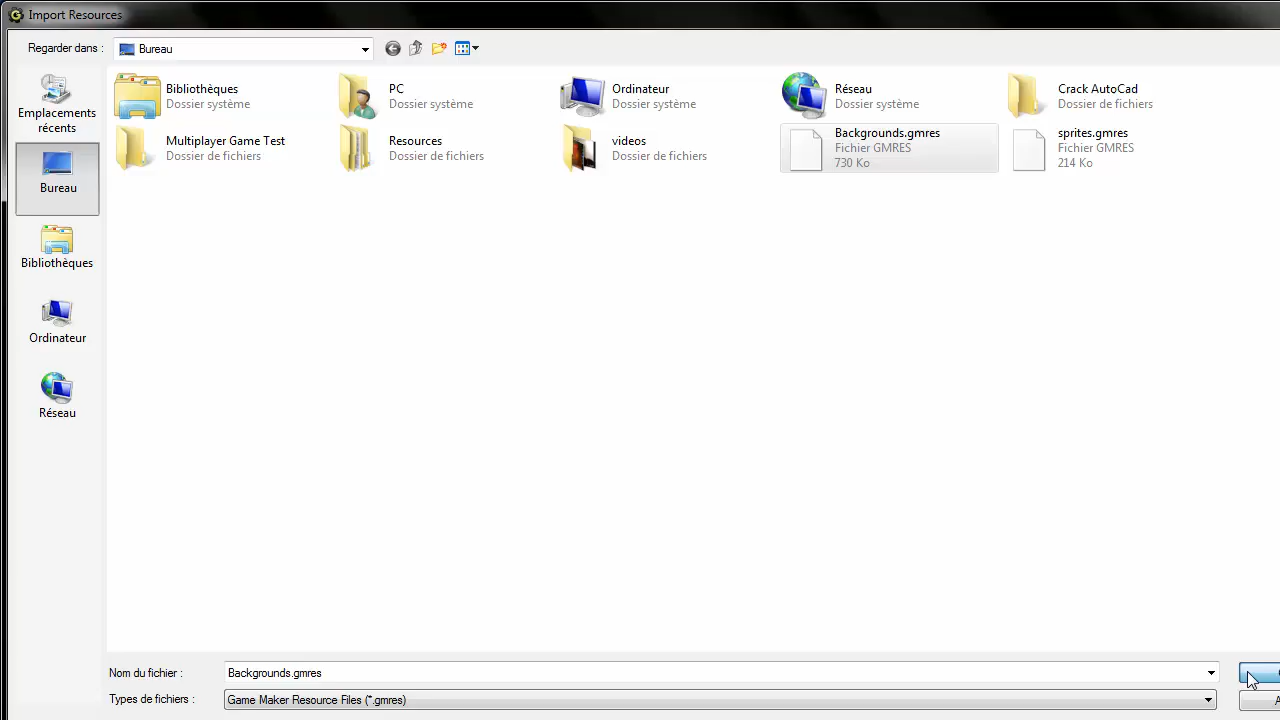 Import Resources
Regarder dans :
Bureau
Bibliothèques
Dossier système
PC
Dossier système
Ordinateur
Dossier système
Réseau
Dossier système
Crack AutoCad
Dossier de fichiers
Multiplayer Game Test
Dossier de fichiers
Resources
Dossier de fichiers
videos
Dossier de fichiers
Backgrounds.gmres
Fichier GMRES
730 Ko
sprites.gmres
Fichier GMRES
214 Ko
Emplacements
récents
Bureau
Bibliothèques
Ordinateur
Réseau
Nom du fichier :
Backgrounds.gmres
Types de fichiers :
Game Maker Resource Files (*.gmres)